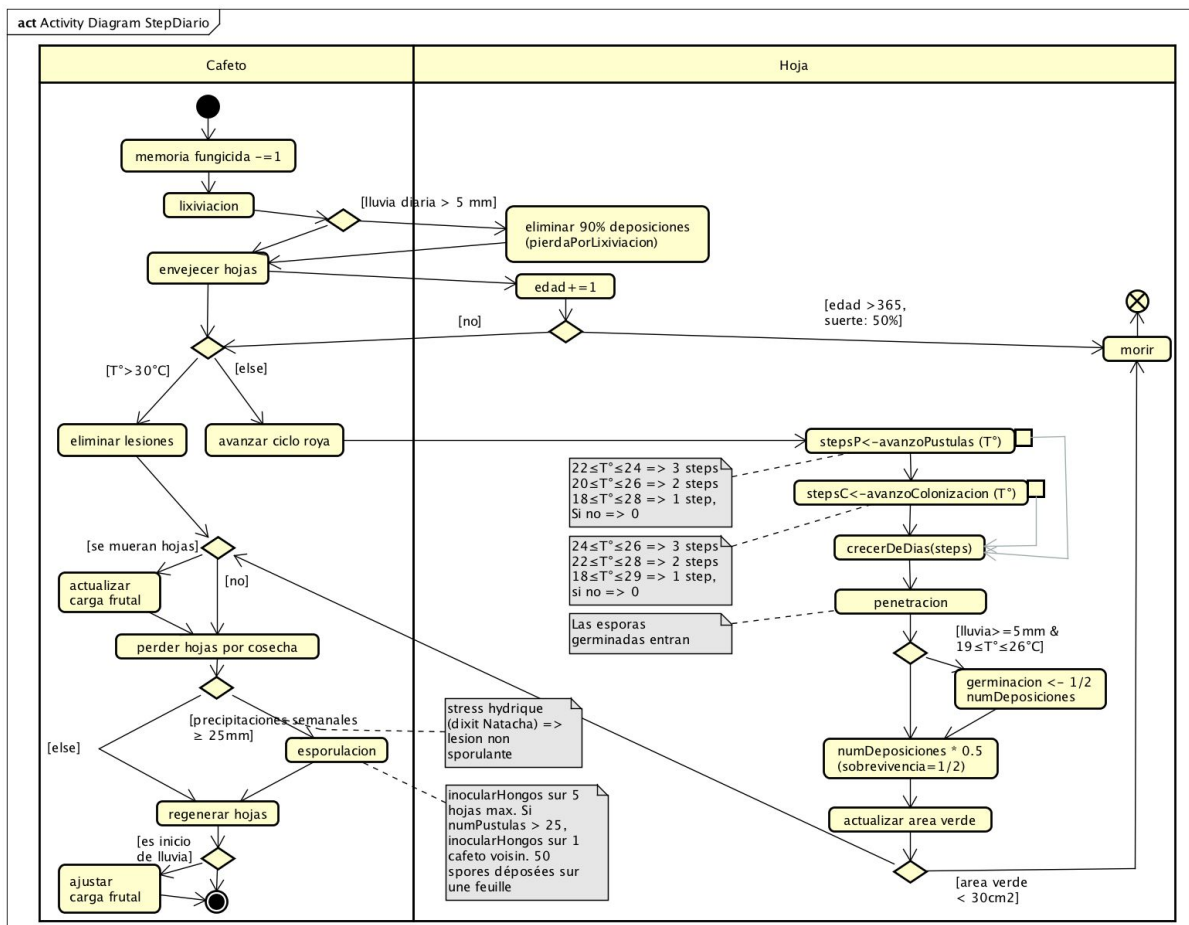 act Activity Diagram StepDiario
Cafeto
Hoja
memoria fungicida -=1
lixiviacion
[lluvia diaria > 5 mm]
eliminar 90% deposiciones
(pierdaPorLixiviacion)
envejecer hojas
edad+=1
[no]
[edad >365,
suerte: 50%]
morir
[T°>30°C]
[else]
eliminar lesiones
avanzar ciclo roya
stepsP<-avanzoPustulas (T°)
22≤T°≤24 => 3 steps
20≤T°≤26 => 2 steps
18≤T°≤28 => 1 step,
Si no => 0
stepsC<-avanzoColonizacion (T°)
24≤T°≤26 => 3 steps
22≤T°≤28 => 2 steps
18≤T°≤29 => 1 step,
si no => 0
crecerDeDias(steps)
penetracion
Las esporas
germinadas entran
[lluvia>=5mm &
19≤T°≤26°C]
germinacion <- 1/2
numDeposiciones
numDeposiciones * 0.5
(sobrevivencia=1/2)
actualizar area verde
[area verde
< 30cm2]
[se mueran hojas]
[no]
actualizar
carga frutal
perder hojas por cosecha
[precipitaciones semanales
≥ 25mm]
[else]
esporulacion
stress hydrique
(dixit Natacha) =>
lesion non
sporulante
inocularHongos sur 5
hojas max. Si
numPustulas > 25,
inocularHongos sur 1
cafeto voisin. 50
spores déposées sur
une feuille
regenerar hojas
[es inicio
de lluvia]
ajustar
carga frutal